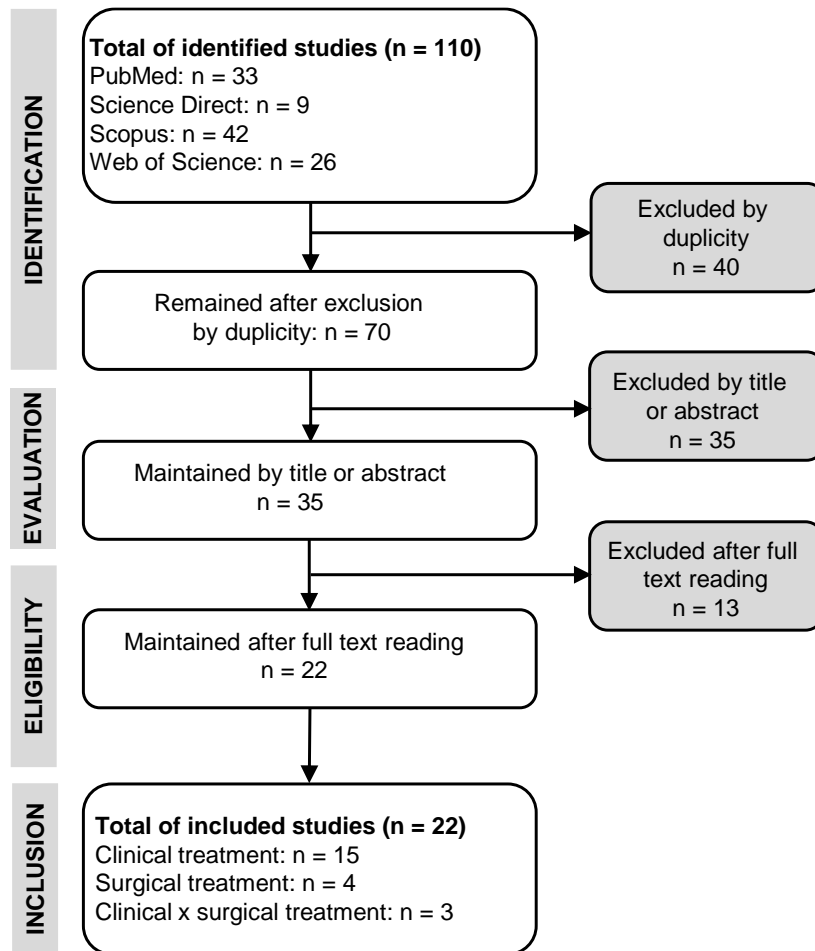 IDENTIFICATION
Total of identified studies (n = 110)
PubMed: n = 33
Science Direct: n = 9
Scopus: n = 42
Web of Science: n = 26
Excluded by
duplicity
n = 40
Remained after exclusion
by duplicity: n = 70
EVALUATION
Excluded by title
or abstract
n = 35
Maintained by title or abstract
n = 35
ELIGIBILITY
Excluded after full
text reading
n = 13
Maintained after full text reading
n = 22
INCLUSION
Total of included studies (n = 22)
Clinical treatment: n = 15
Surgical treatment: n = 4
Clinical x surgical treatment: n = 3